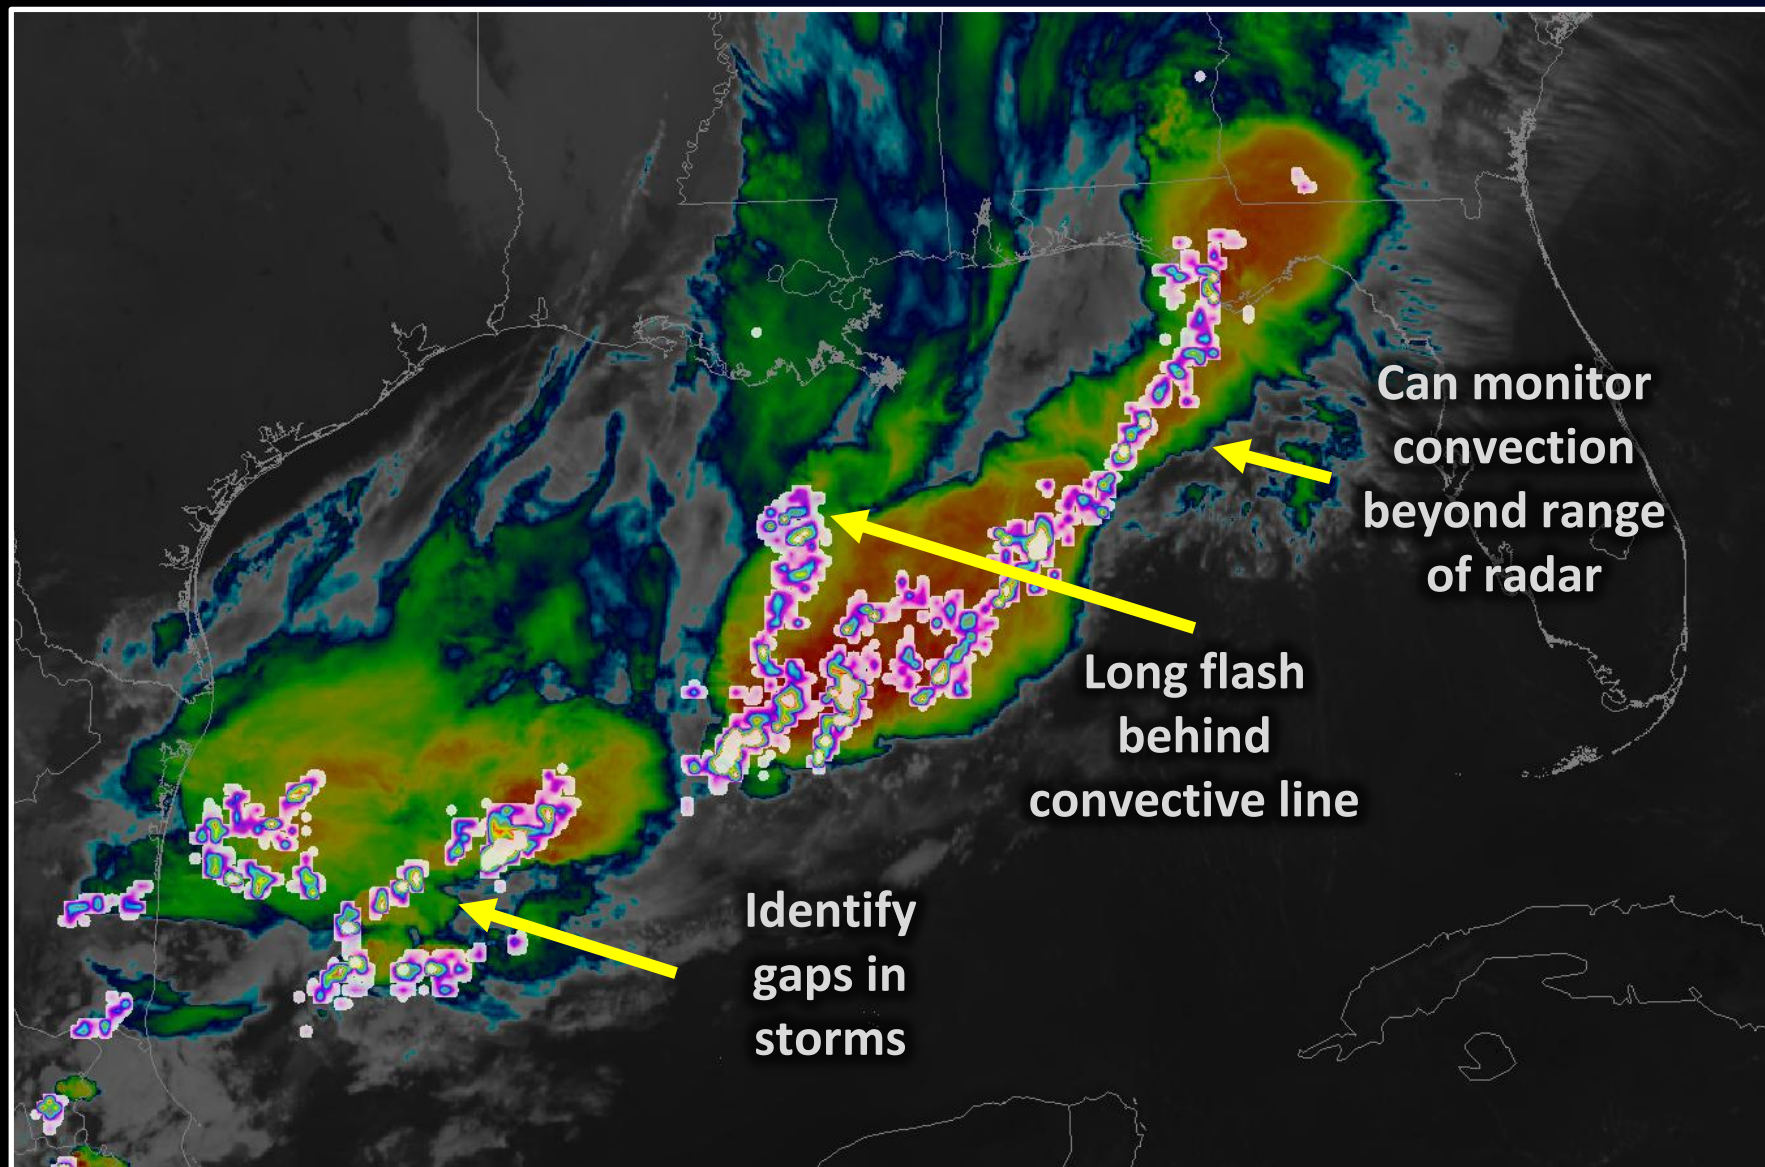 Can monitor
convection
beyond range
of radar
Long flash
behind
convective line
Identify
gaps in
storms